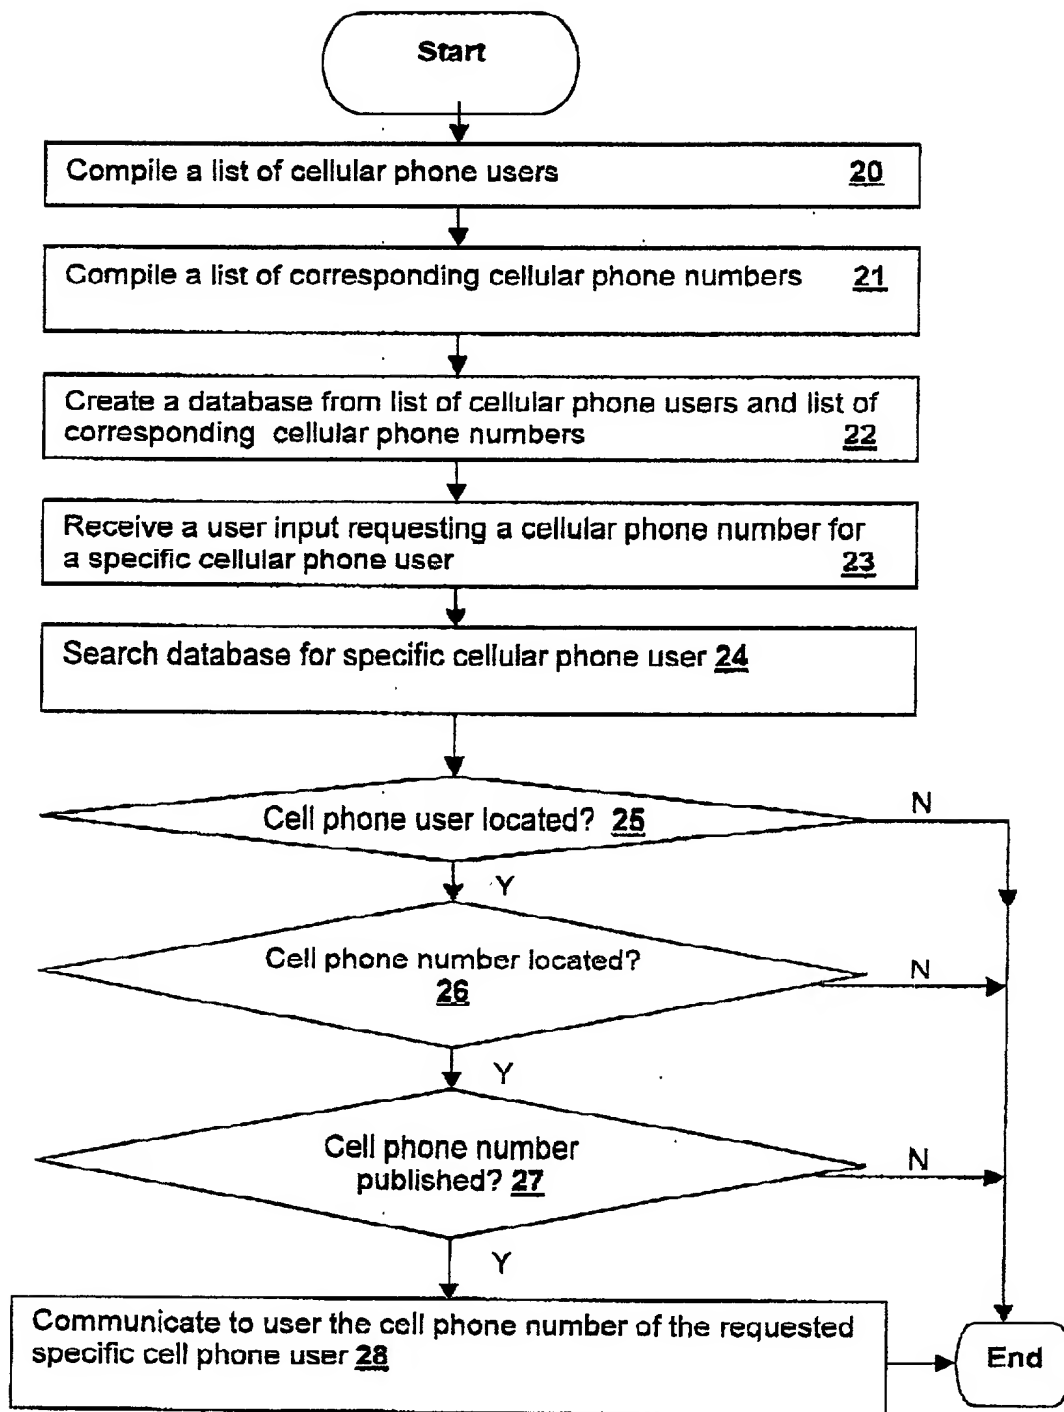 Start
Compile a list of cellular phone users 20
Compile a list of corresponding cellular phone numbers 21
Create a database from list of cellular phone users and list of
corresponding cellular phone numbers 22
Receive a user input requesting a cellular phone number for
a specific cellular phone user 23
Search database for specific cellular phone user 24
Cell phone user located? 25
N
Y
Cell phone number located?
26
N
Y
Cell phone number
published? 27
N
Y
Communicate to user the cell phone number of the requested
specific cell phone user 28
End